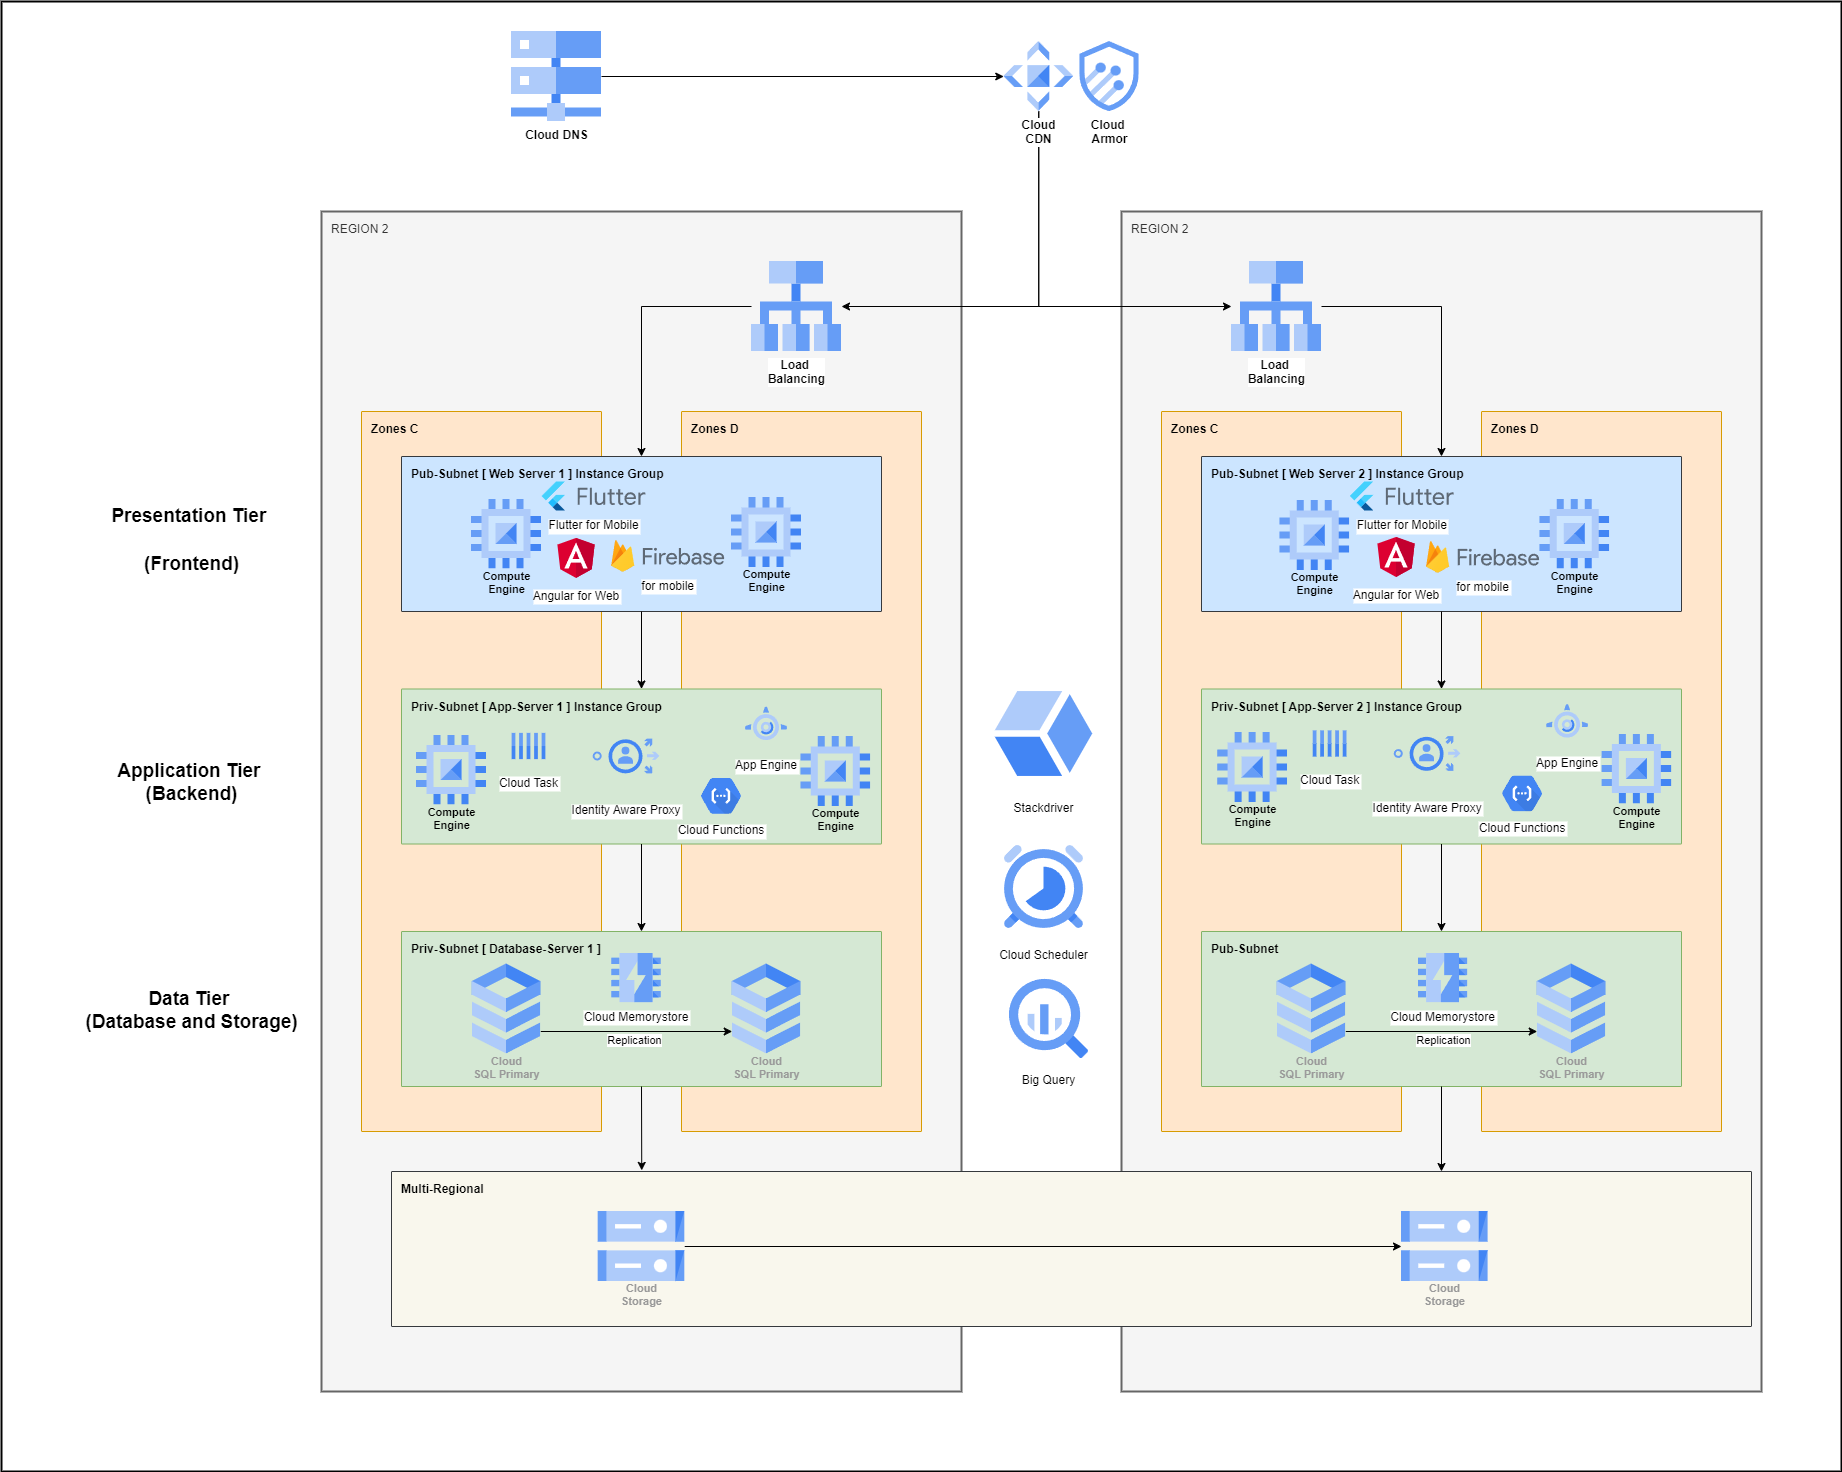 Cloud DNS
Cloud
CDN
Cloud
Armor
REGION 2
REGION 2
Load
Balancing
Load
Balancing
Zones C
Zones D
Zones C
Zones D
Presentation Tier
(Frontend)
Pub-Subnet [ Web Server 1 ] Instance Group
Flutter
Flutter for Mobile
Compute
Engine
Firebase
for mobile
Angular for Web
Compute
Engine
Pub-Subnet [ Web Server 2 ] Instance Group
Flutter
Flutter for Mobile
Compute
Engine
Firebase
for mobile
Angular for Web
Compute
Engine
Application Tier
(Backend)
Priv-Subnet [ App-Server 1 ] Instance Group
Compute
Engine
Cloud Task
Identity Aware Proxy
App Engine
Cloud Functions
Compute
Engine
Stackdriver
Cloud Scheduler
Big Query
Priv-Subnet [ App-Server 2 ] Instance Group
Compute
Engine
Cloud Task
Identity Aware Proxy
App Engine
Cloud Functions
Compute
Engine
Data Tier
(Database and Storage)
Priv-Subnet [ Database-Server 1 ]
Cloud Memorystore
Replication
Cloud
SQL Primary
Cloud
SQL Primary
Pub-Subnet
Cloud Memorystore
Replication
Cloud
SQL Primary
Cloud
SQL Primary
Multi-Regional
Cloud
Storage
Cloud
Storage